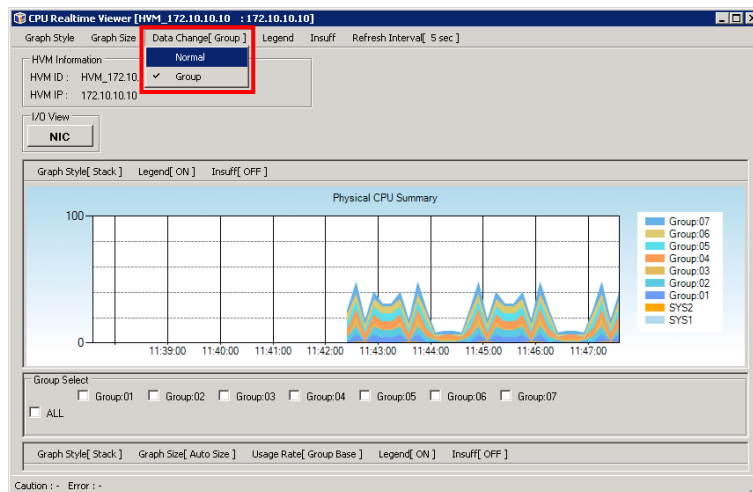 CPU Realtime Viewer [HVM_172.10.10.10 : 172.10.10.10]
Graph Style Graph Size Data Change[ Group ] Legend Insuff Refresh Interval[ 5 sec ]
Normal
Group
HVM Information
HVM ID : HVM_172.10.
HVM IP : 172.10.10.10
I/O View
NIC
Graph Style[ Stack ] Legend[ ON ] Insuff[ OFF ]
Physical CPU Summary
100
0
11:39:00 11:40:00 11:41:00 11:42:00 11:43:00 11:44:00 11:45:00 11:46:00 11:47:00
Group:07
Group:06
Group:05
Group:04
Group:03
Group:02
Group:01
SYS2
SYS1
Group Select
Group:01 Group:02 Group:03 Group:04 Group:05 Group:06 Group:07
ALL
Graph Style[ Stack ] Graph Size[ Auto Size ] Usage Rate[ Group Base ] Legend[ ON ] Insuff[ OFF ]
Caution : - Error : -